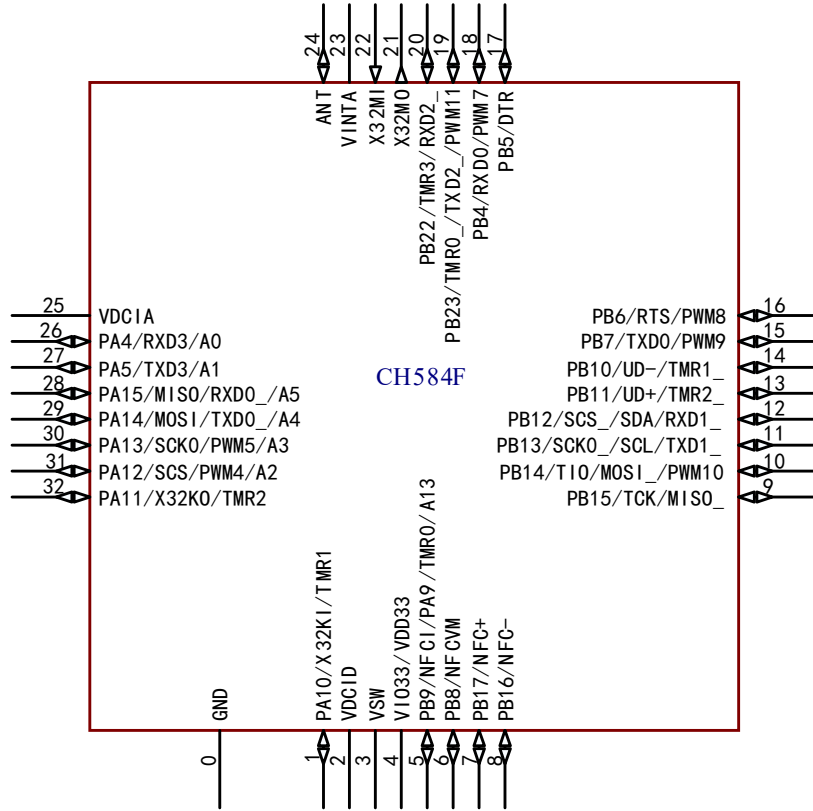 24 23 22 21 20 19 18 17
ANT
VINTA
X32MI
X32MO
PB22/TMR3/RXD2_
PB23/TMR0_/TXD2_/PWM11
PB4/RXD0/PWM7
PB5/DTR
25 VDCIA
26 PA4/RXD3/A0
27 PA5/TXD3/A1
28 PA15/MISO/RXD0_/A5
29 PA14/MOSI/TXD0_/A4
30 PA13/SCK0/PWM5/A3
31 PA12/SCS/PWM4/A2
32 PA11/X32KO/TMR2
CH584F
PB6/RTS/PWM8 16
PB7/TXD0/PWM9 15
PB10/UD-/TMR1_ 14
PB11/UD+/TMR2_ 13
PB12/SCS_/SDA/RXD1_ 12
PB13/SCK0_/SCL/TXD1_ 11
PB14/TIO/MOSI_/PWM10 10
PB15/TCK/MISO_ 9
GND
PA10/X32KI/TMR1
VDCID
VSW
VIO33/VDD33
PB9/NFCI/PA9/TMR0/A13
PB8/NFCVM
PB17/NFC+
PB16/NFC-
0 1 2 3 4 5 6 7 8